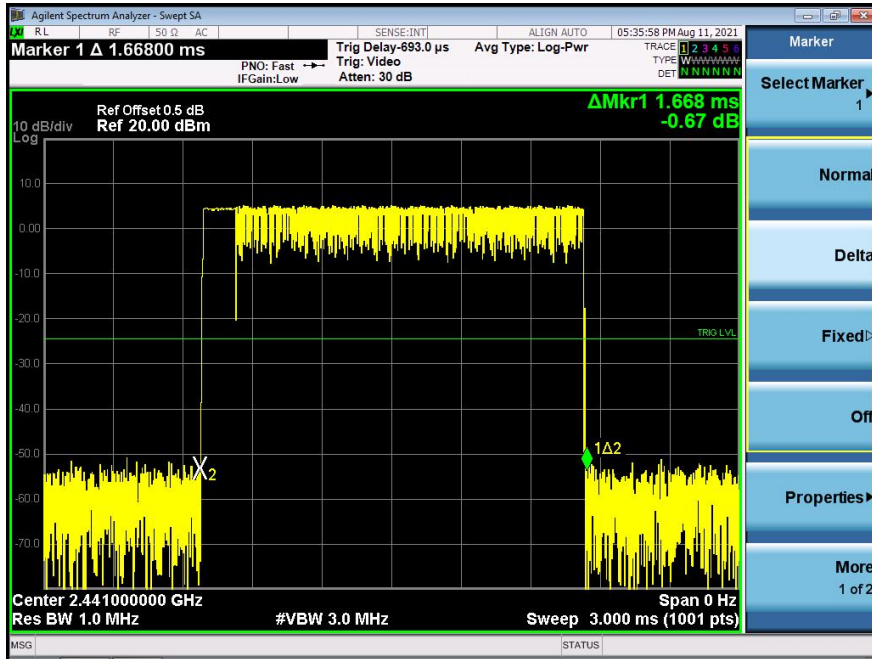 Agilent Spectrum Analyzer - Swept SA
LXI RL RF 50 Ω AC SENSE:INT ALIGN AUTO 05:35:58 PM Aug 11, 2021
Marker 1 Δ 1.66800 ms
PNO: Fast
IFGain:Low
Trig Delay-693.0 µs
Trig: Video
Atten: 30 dB
Avg Type: Log-Pwr
TRACE 1 2 3 4 5 6
TYPE WWWWWW
DET N N N N N N
ΔMkr1 1.668 ms
-0.67 dB
Ref Offset 0.5 dB
10 dB/div Ref 20.00 dBm
Log
10.0
0.00
-10.0
-20.0
TRIG LVL
-30.0
-40.0
-50.0
1Δ2
X2
-60.0
-70.0
Center 2.441000000 GHz Span 0 Hz
Res BW 1.0 MHz #VBW 3.0 MHz Sweep 3.000 ms (1001 pts)
MSG STATUS
Marker
Select Marker
1
Normal
Delta
Fixed
Off
Properties
More
1 of 2